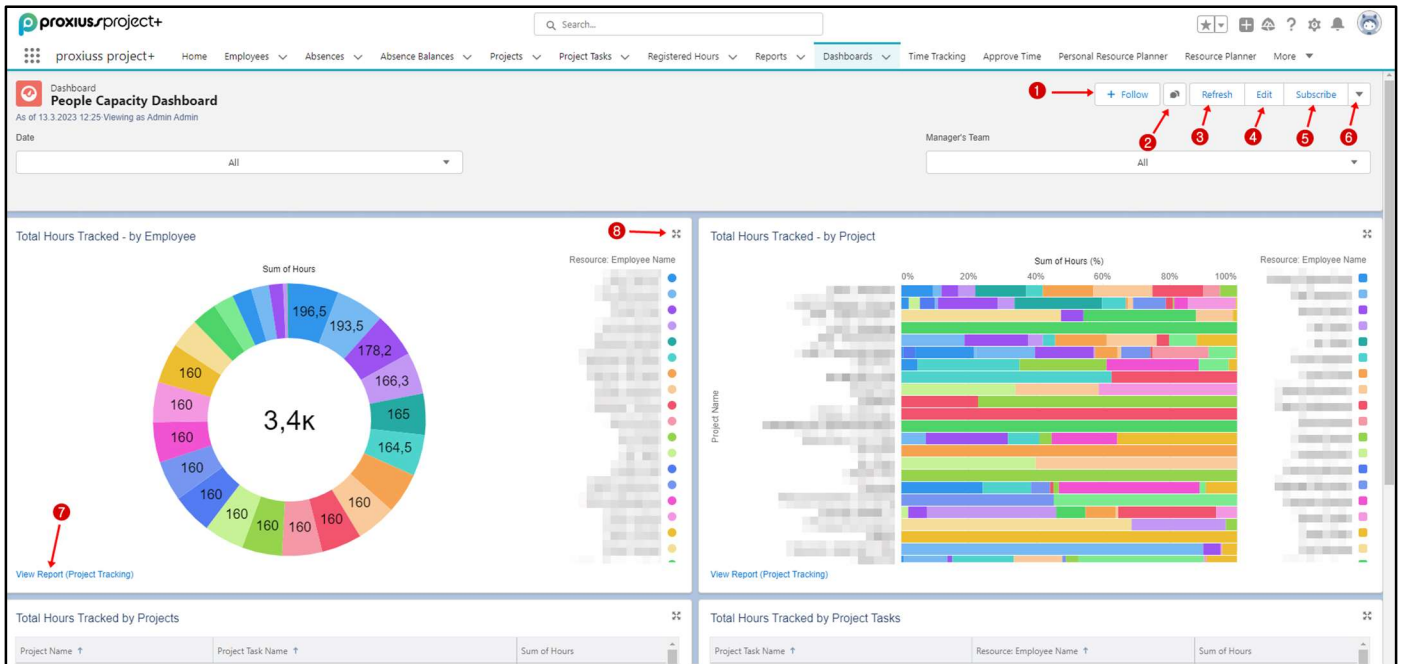 proxius project+
Search...
proxiuss project+ Home Employees Absences Absence Balances Projects Project Tasks Registered Hours Reports Dashboards Time Tracking Approve Time Personal Resource Planner Resource Planner More
Dashboard
People Capacity Dashboard
As of 13.3.2023 12:25·Viewing as Admin Admin
1 + Follow Refresh Edit Subscribe
2 3 4 5 6
Date Manager's Team
All All
Total Hours Tracked - by Employee 8
Sum of Hours
Resource: Employee Name
196,5
193,5
178,2
166,3
165
164,5
160
160
160
160
160
160
160
160
160
160
3,4K
7
View Report (Project Tracking)
Total Hours Tracked - by Project
Sum of Hours (%)
Resource: Employee Name
0% 20% 40% 60% 80% 100%
Project Name
View Report (Project Tracking)
Total Hours Tracked by Projects
Project Name ↑ Project Task Name ↑ Sum of Hours
Total Hours Tracked by Project Tasks
Project Task Name ↑ Resource: Employee Name ↑ Sum of Hours